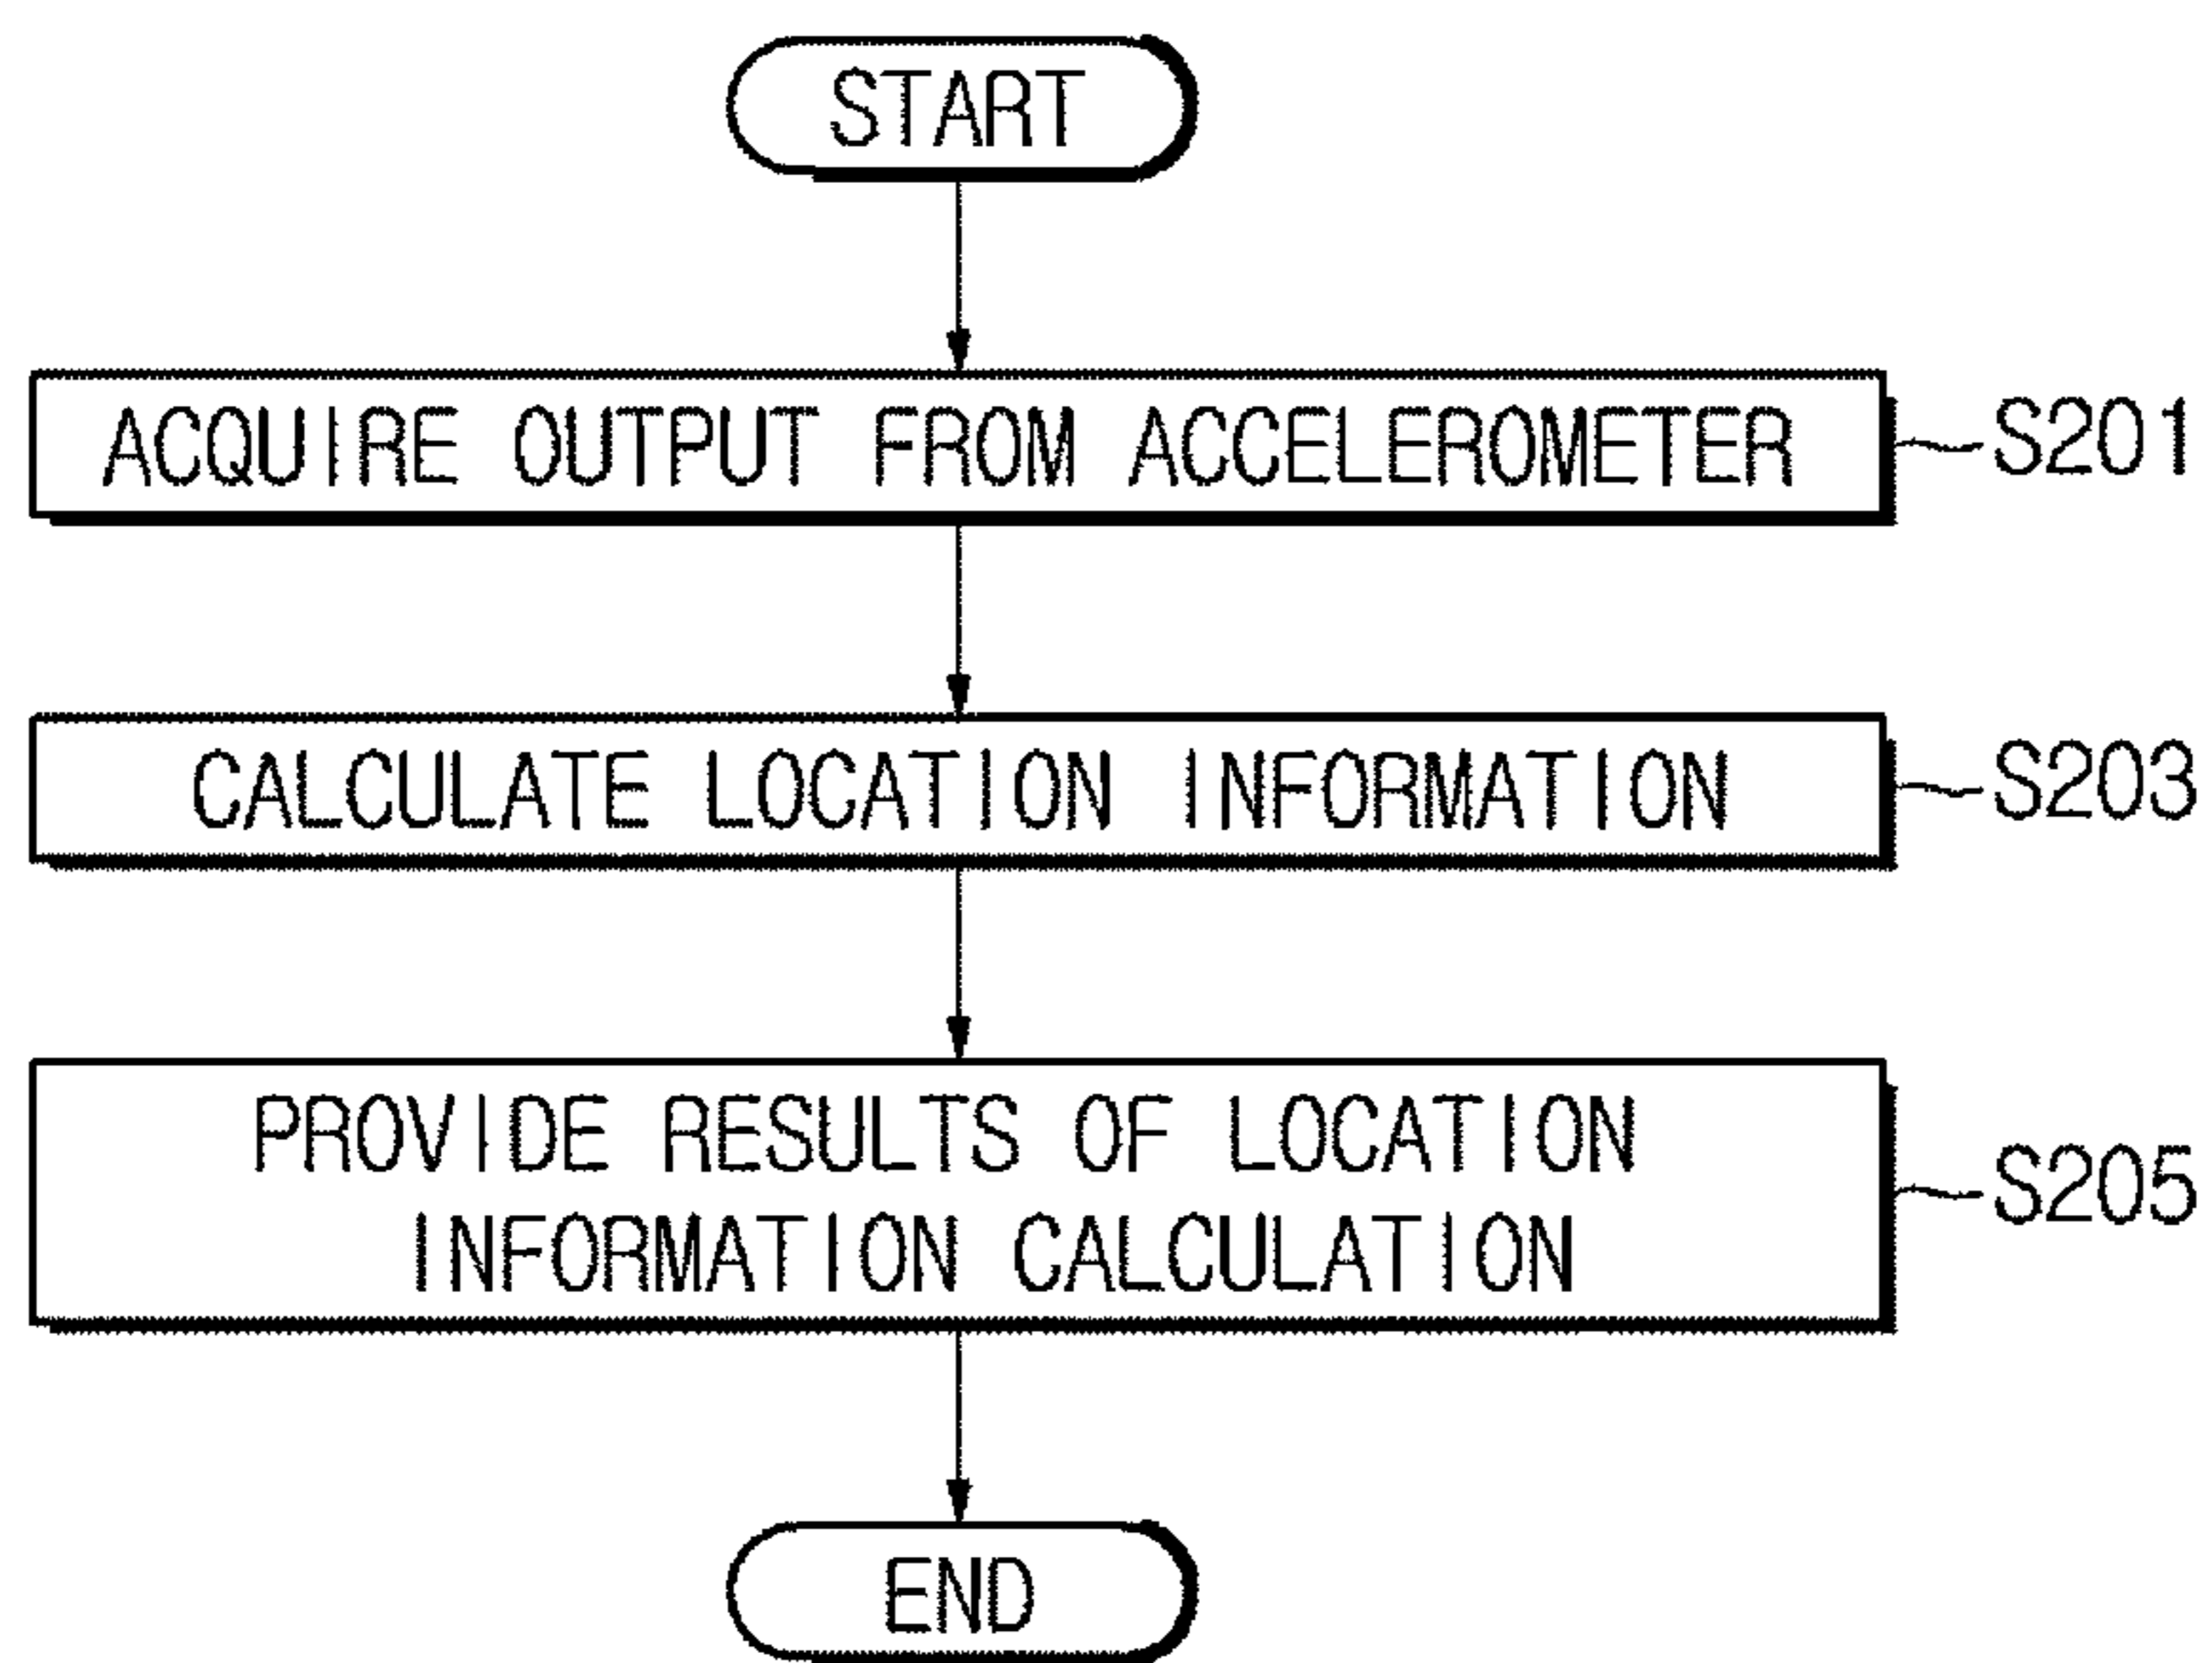 START
ACQUIRE OUTPUT FROM ACCELEROMETER
S201
CALCULATE LOCATION INFORMATION
S203
PROVIDE RESULTS OF LOCATION
INFORMATION CALCULATION
S205
END